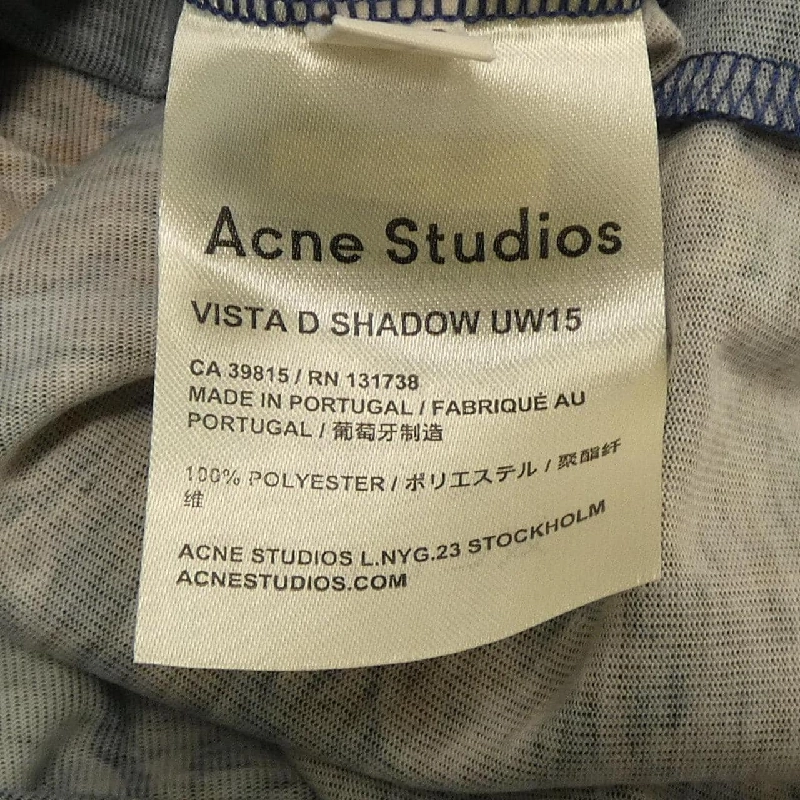 Acne Studios
VISTA D SHADOW UW15
CA 39815 / RN 131738
MADE IN PORTUGAL / FABRIQUÉ AU
PORTUGAL / 葡萄牙制造
100% POLYESTER / ポリエステル / 聚酯纤
维
ACNE STUDIOS L.NYG.23 STOCKHOLM
ACNESTUDIOS.COM